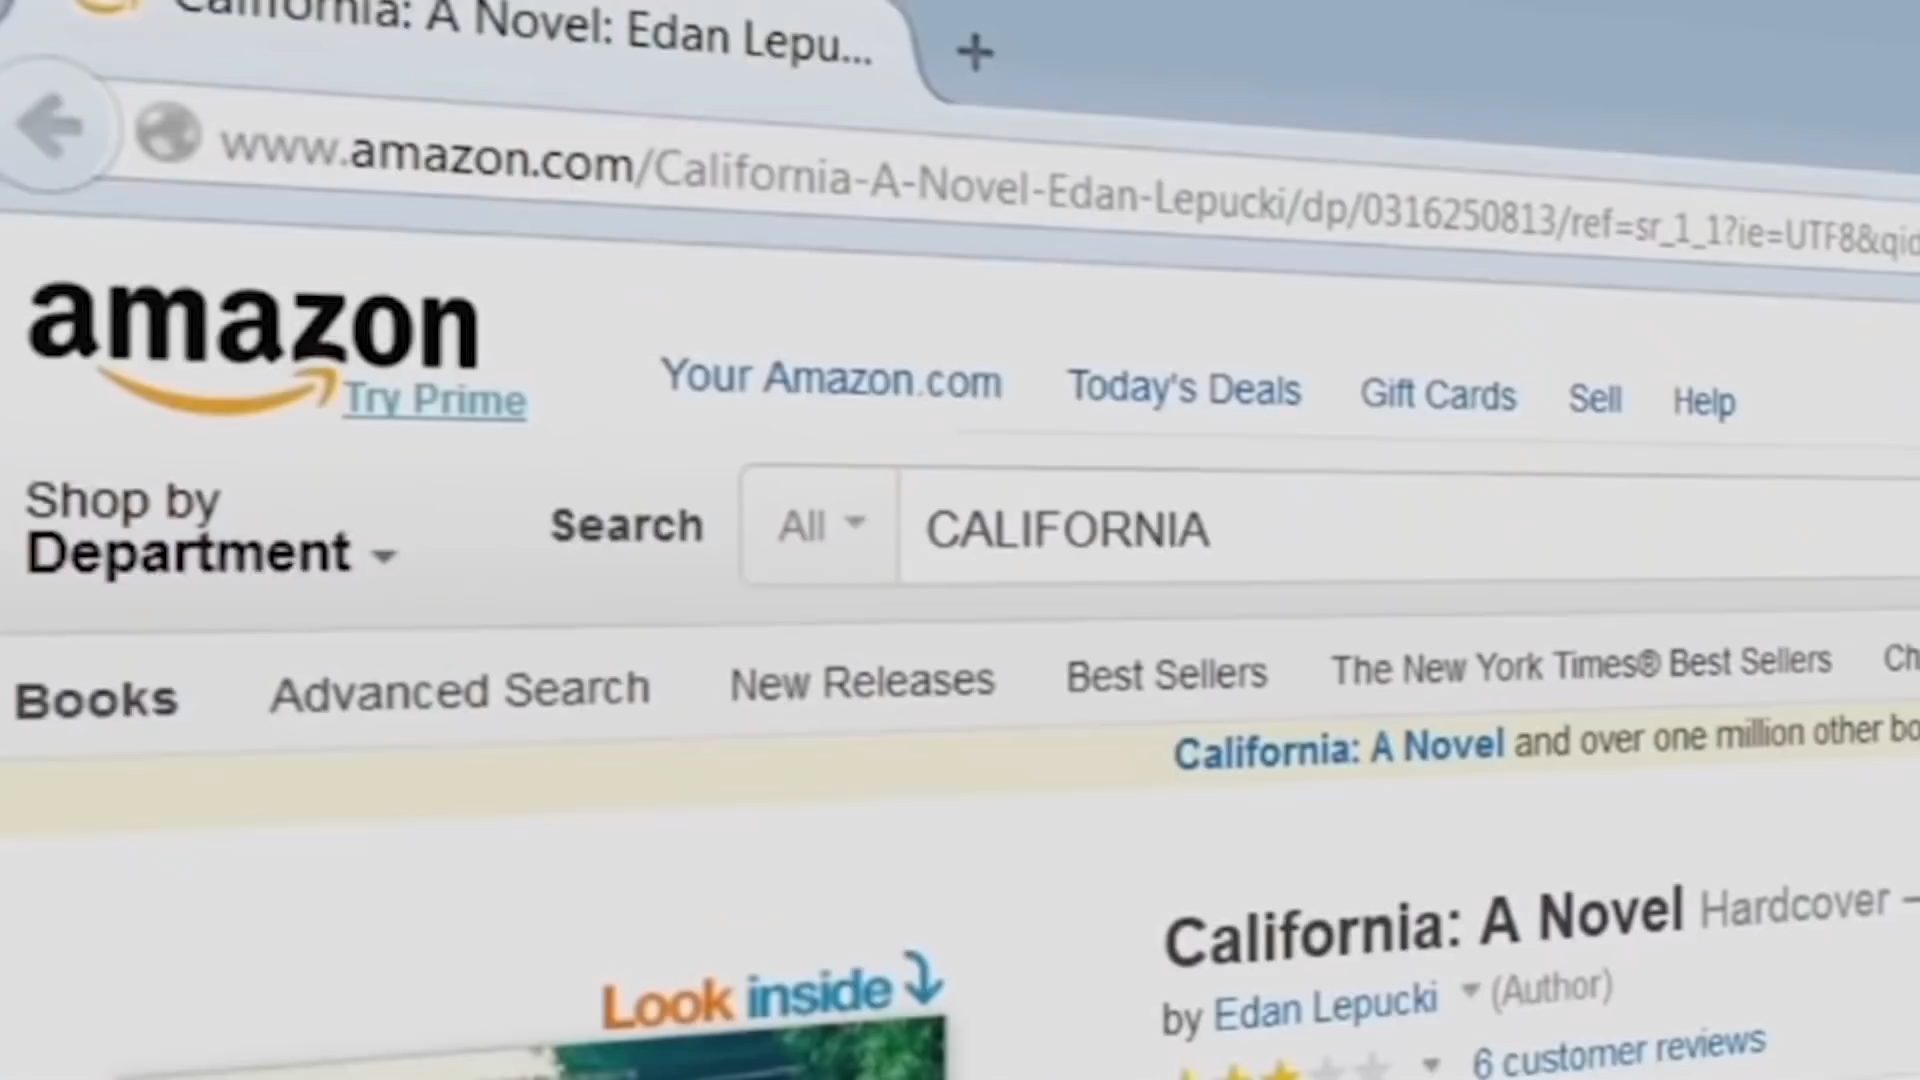 California: A Novel: Edan Lepu...
+
www.amazon.com/California-A-Novel-Edan-Lepucki/dp/0316250813/ref=sr_1_1?ie=UTF8&qid
amazon
Try Prime
Your Amazon.com Today's Deals Gift Cards Sell Help
Shop by
Department
Search All CALIFORNIA
Books Advanced Search New Releases Best Sellers The New York Times® Best Sellers Ch
California: A Novel and over one million other bo
Look inside
California: A Novel Hardcover –
by Edan Lepucki (Author)
6 customer reviews